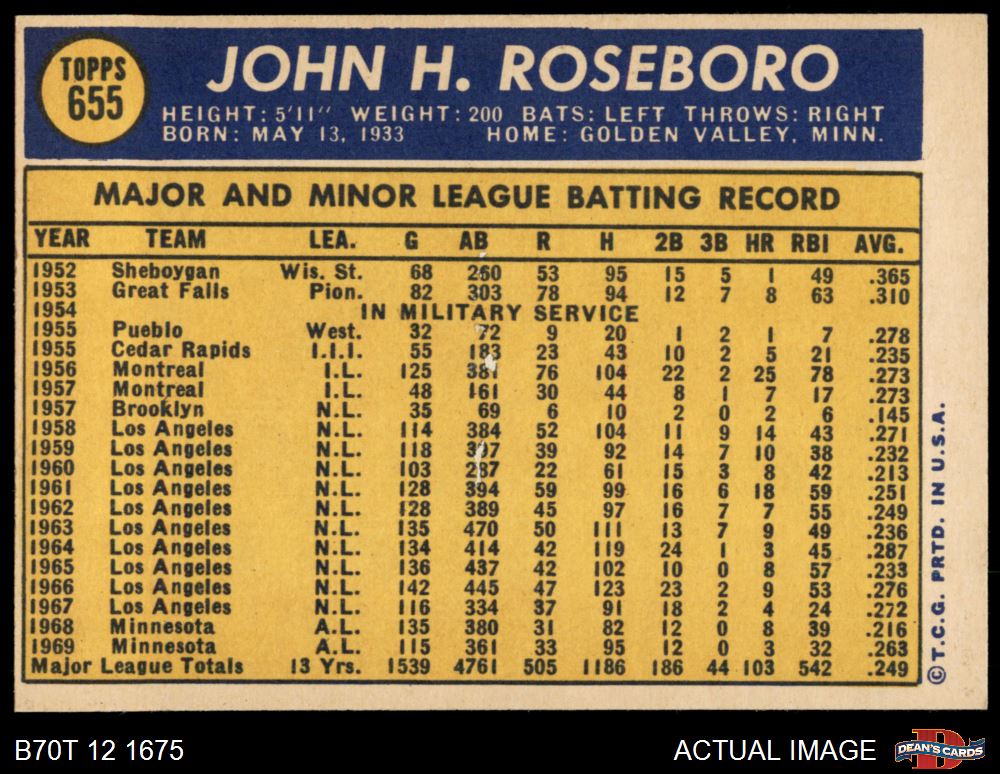 TOPPS
655
JOHN H. ROSEBORO
HEIGHT: 5'11" WEIGHT: 200 BATS: LEFT THROWS: RIGHT
BORN: MAY 13, 1933 HOME: GOLDEN VALLEY, MINN.
MAJOR AND MINOR LEAGUE BATTING RECORD
YEAR TEAM LEA. G AB R H 2B 3B HR RBI AVG.
1952 Sheboygan Wis. St. 68 260 53 95 15 5 1 49 .365
1953 Great Falls Pion. 82 303 78 94 12 7 8 63 .310
1954 IN MILITARY SERVICE
1955 Pueblo West. 32 72 9 20 1 2 1 7 .278
1955 Cedar Rapids I.I.I. 55 183 23 43 10 2 5 21 .235
1956 Montreal I.L. 125 381 76 104 22 2 25 78 .273
1957 Montreal I.L. 48 161 30 44 8 1 7 17 .273
1957 Brooklyn N.L. 35 69 6 10 2 0 2 6 .145
1958 Los Angeles N.L. 114 384 52 104 11 9 14 43 .271
1959 Los Angeles N.L. 118 397 39 92 14 7 10 38 .232
1960 Los Angeles N.L. 103 287 22 61 15 3 8 42 .213
1961 Los Angeles N.L. 128 394 59 99 16 6 18 59 .251
1962 Los Angeles N.L. 128 389 45 97 16 7 7 55 .249
1963 Los Angeles N.L. 135 470 50 111 13 7 9 49 .236
1964 Los Angeles N.L. 134 414 42 119 24 1 3 45 .287
1965 Los Angeles N.L. 136 437 42 102 10 0 8 57 .233
1966 Los Angeles N.L. 142 445 47 123 23 2 9 53 .276
1967 Los Angeles N.L. 116 334 37 91 18 2 4 24 .272
1968 Minnesota A.L. 135 380 31 82 12 0 8 39 .216
1969 Minnesota A.L. 115 361 33 95 12 0 3 32 .263
Major League Totals 13 Yrs. 1539 4761 505 1186 186 44 103 542 .249
© T.C.G. PRTD. IN U.S.A.
B70T 12 1675
ACTUAL IMAGE
DEAN'S CARDS